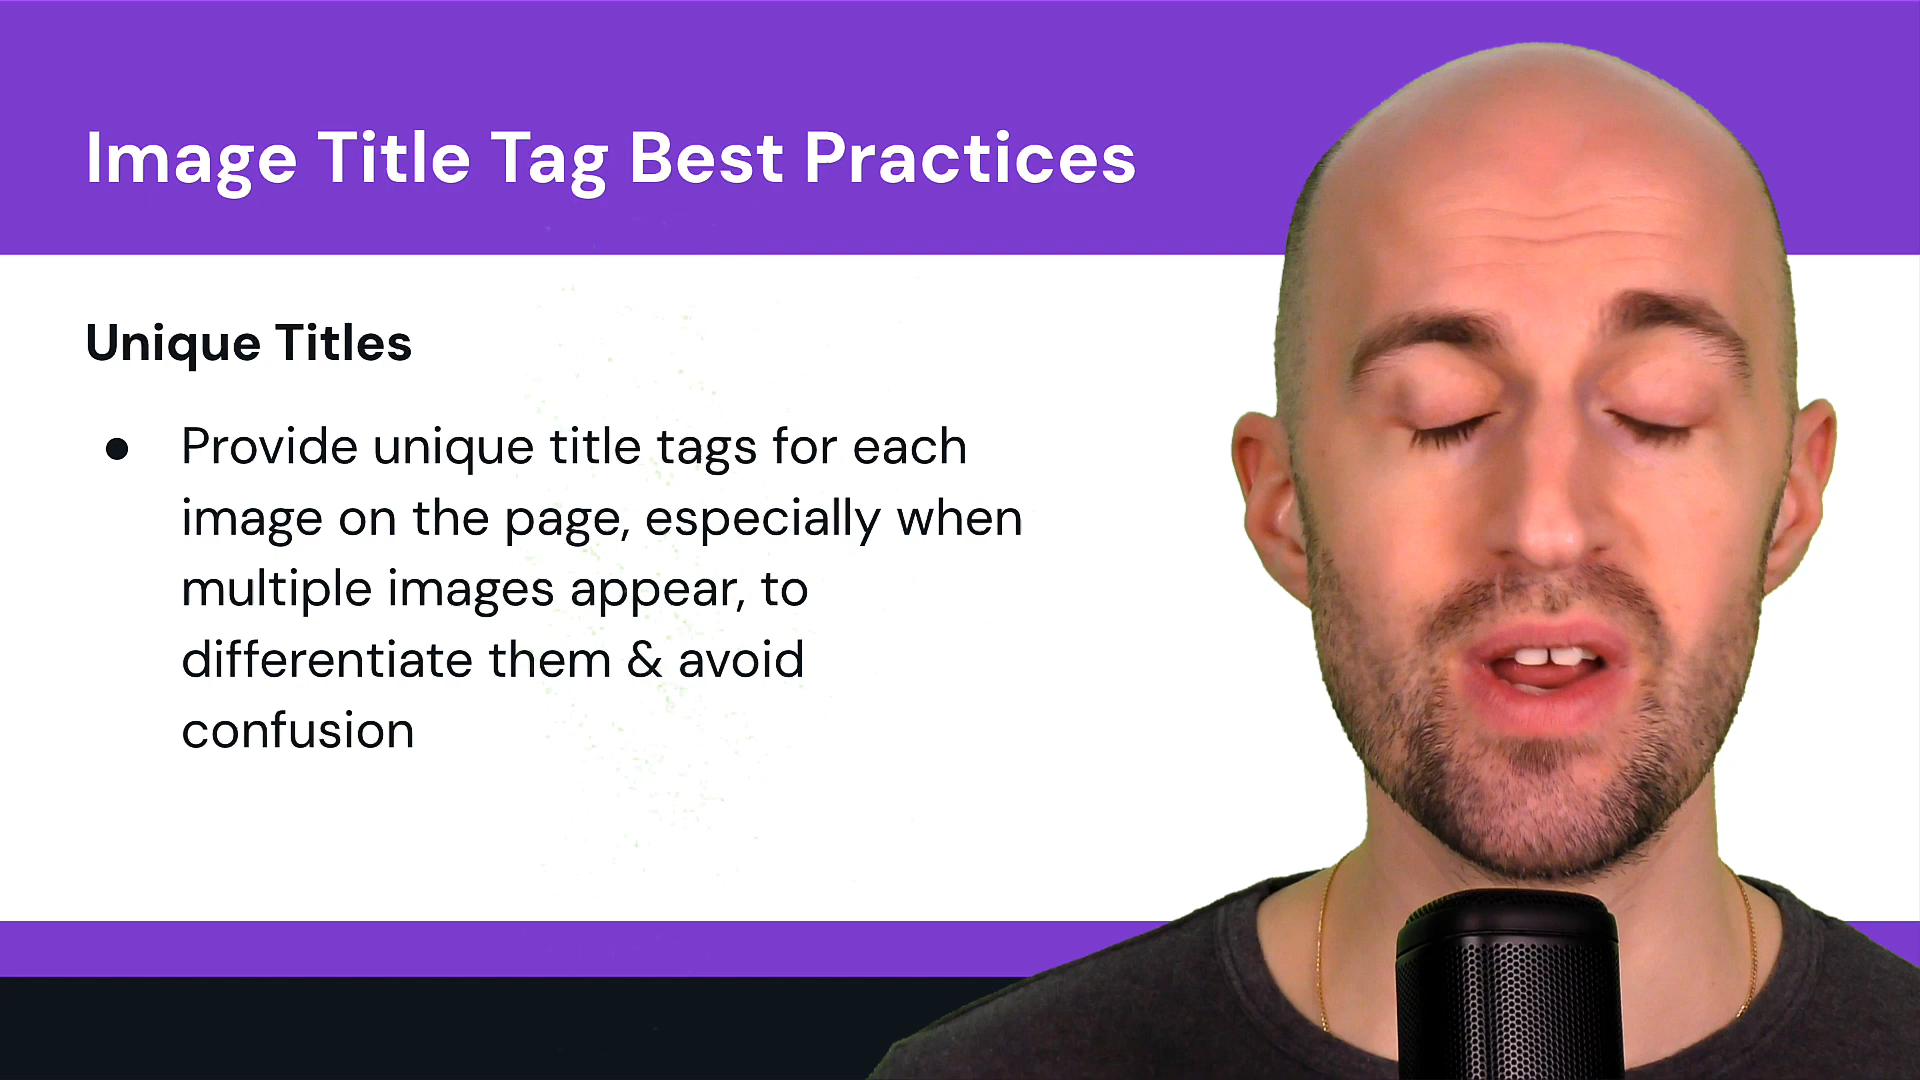 Image Title Tag Best Practices
Unique Titles
● Provide unique title tags for each
image on the page, especially when
multiple images appear, to
differentiate them & avoid
confusion